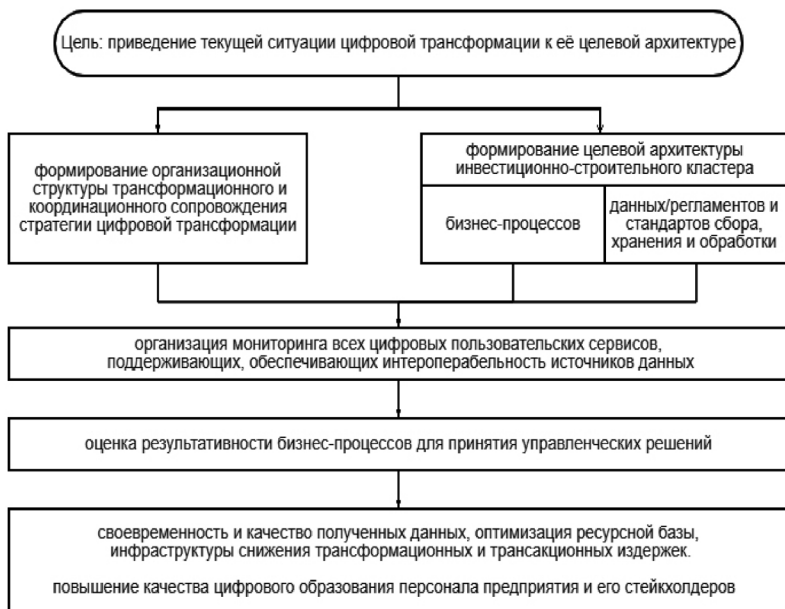 Цель: приведение текущей ситуации цифровой трансформации к её целевой архитектуре
формирование организационной
структуры трансформационного и
координационного сопровождения
стратегии цифровой трансформации
формирование целевой архитектуры
инвестиционно-строительного кластера
бизнес-процессов
данных/регламентов и
стандартов сбора,
хранения и обработки
организация мониторинга всех цифровых пользовательских сервисов,
поддерживающих, обеспечивающих интероперабельность источников данных
оценка результативности бизнес-процессов для принятия управленческих решений
своевременность и качество полученных данных, оптимизация ресурсной базы,
инфраструктуры снижения трансформационных и трансакционных издержек.
повышение качества цифрового образования персонала предприятия и его стейкхолдеров